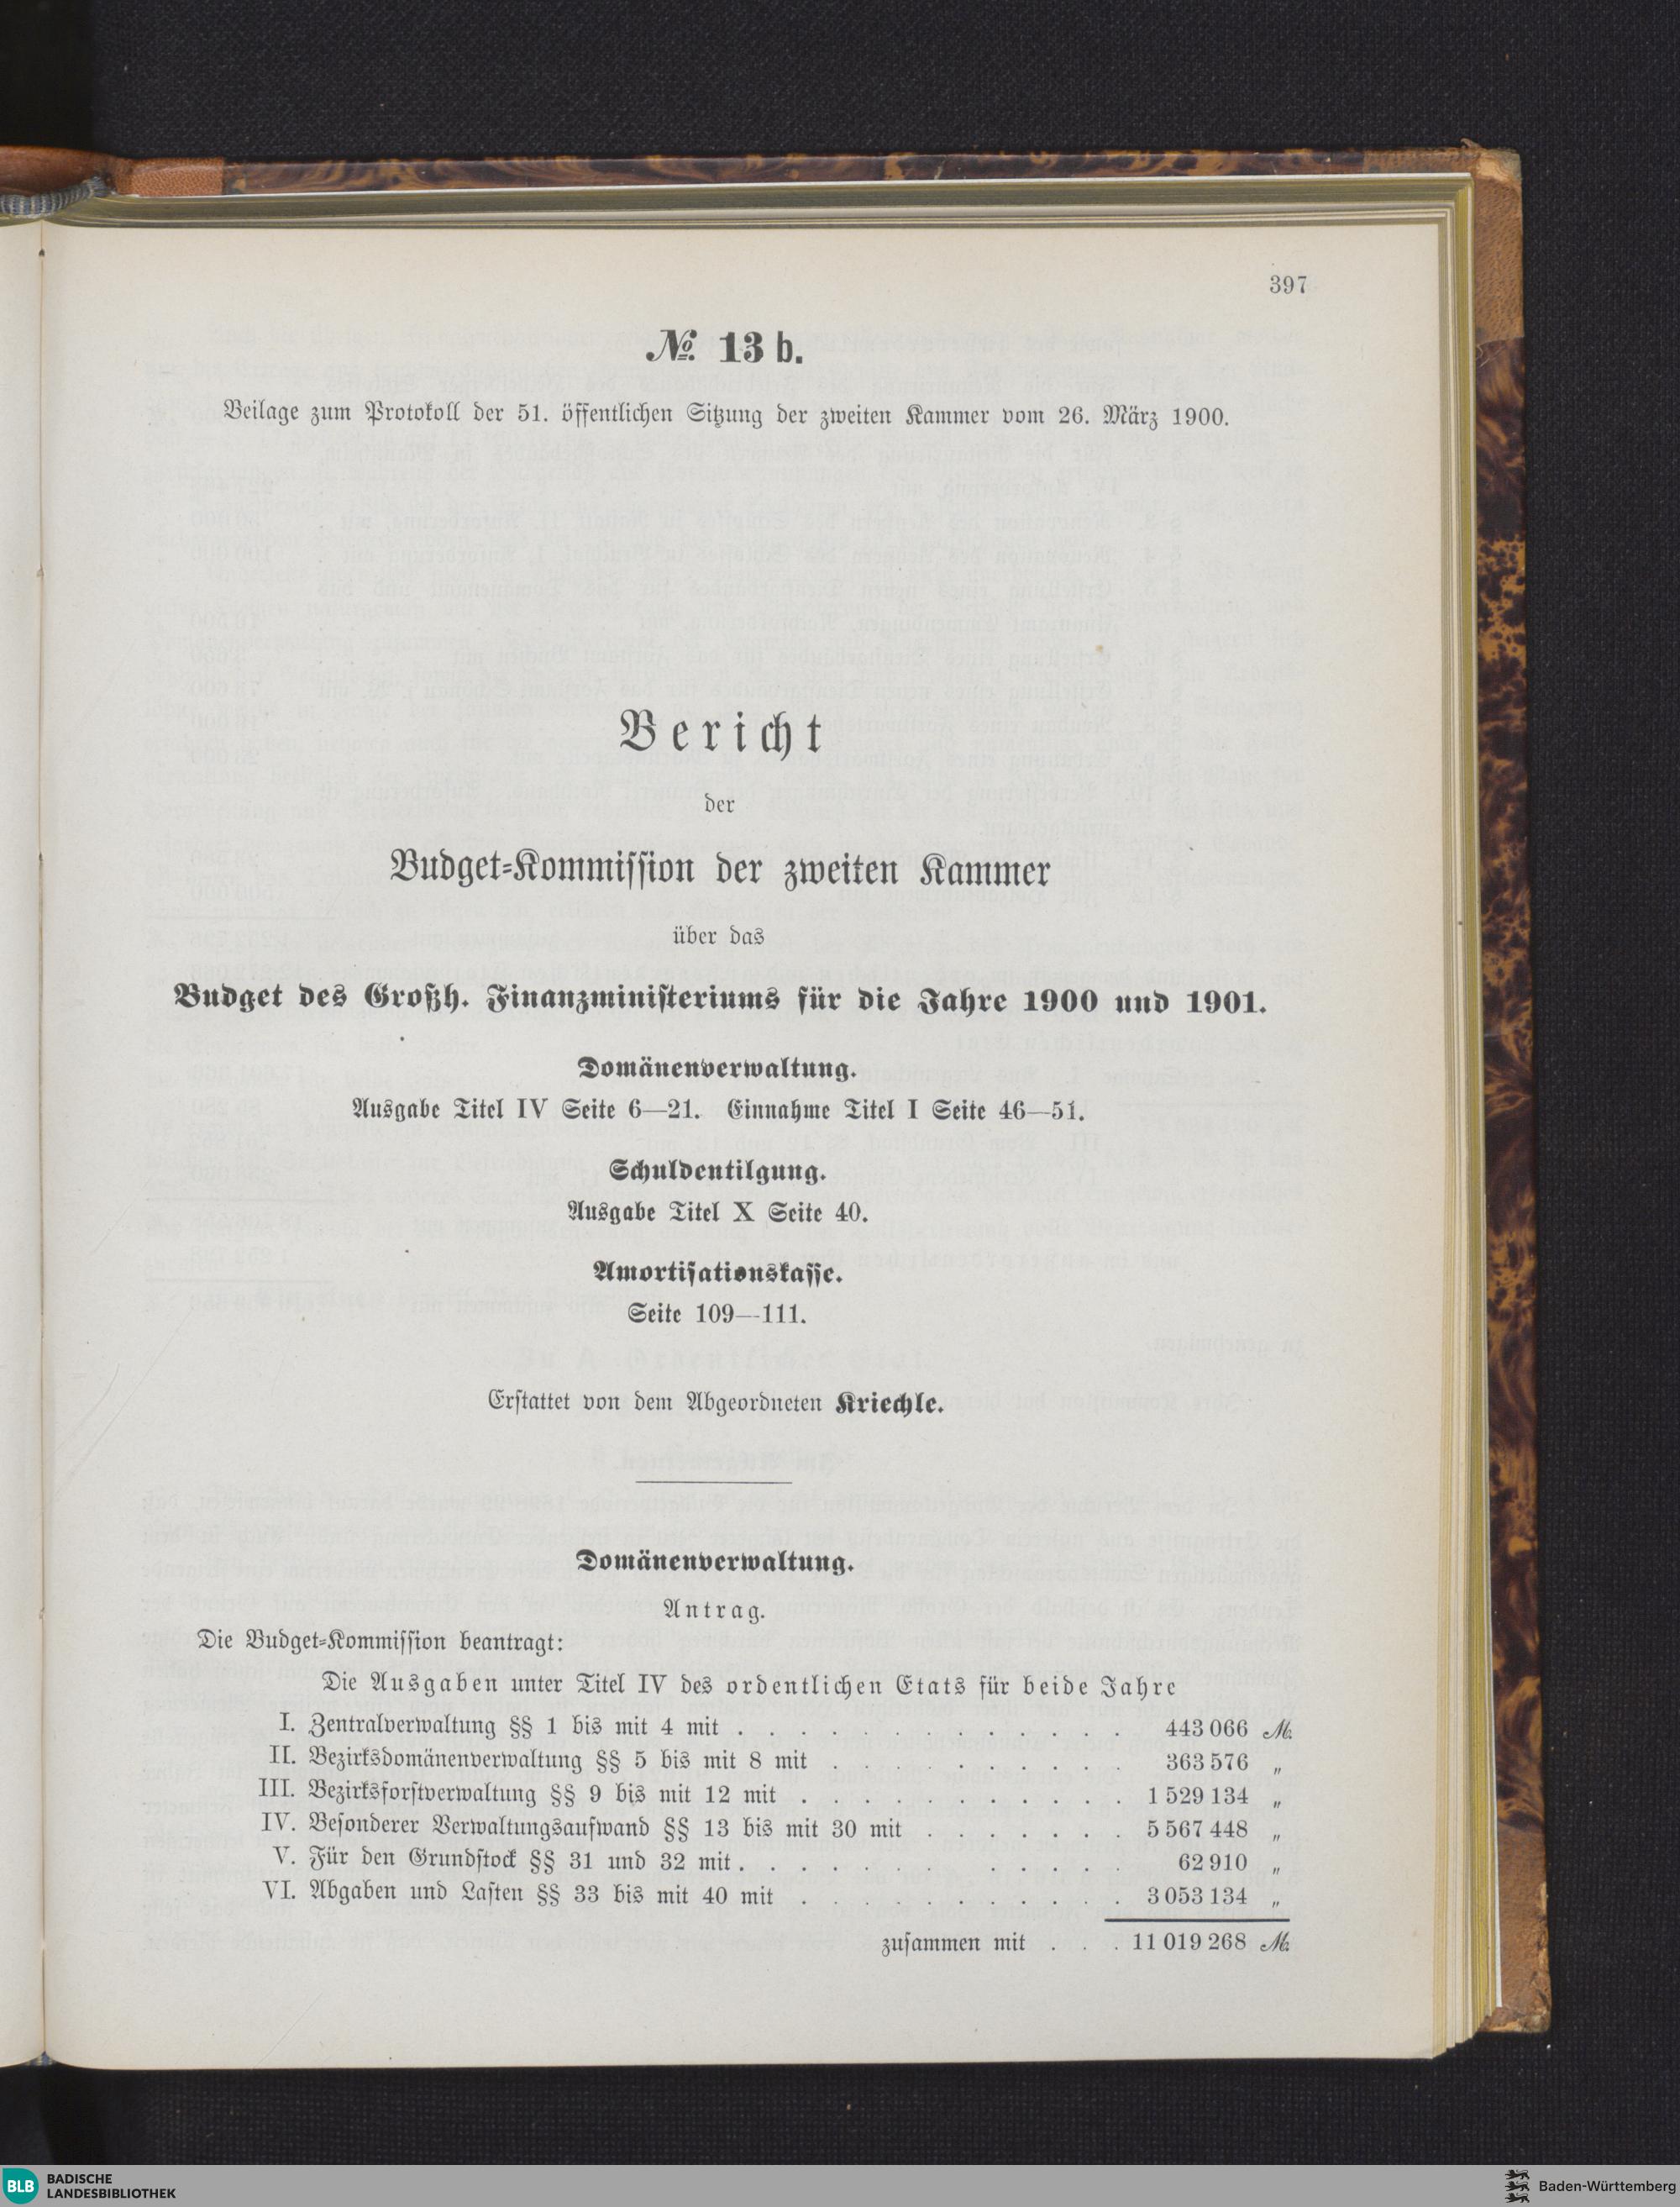 397
№ 13 b.
Beilage zum Protokoll der 51. öffentlichen Sitzung der zweiten Kammer vom 26. März 1900.
Bericht
der
Budget-Kommission der zweiten Kammer
über das
Budget des Großh. Finanzministeriums für die Jahre 1900 und 1901.
Domänenverwaltung.
Ausgabe Titel IV Seite 6—21. Einnahme Titel I Seite 46—51.
Schuldentilgung.
Ausgabe Titel X Seite 40.
Amortisationskasse.
Seite 109—111.
Erstattet von dem Abgeordneten Kriechle.
Domänenverwaltung.
Antrag.
Die Budget-Kommission beantragt:
Die Ausgaben unter Titel IV des ordentlichen Etats für beide Jahre
I. Zentralverwaltung §§ 1 bis mit 4 mit . . . . . . . . . . . . . 443 066 ℳ.
II. Bezirksdomänenverwaltung §§ 5 bis mit 8 mit . . . . . . . . . . 363 576 „
III. Bezirksforstverwaltung §§ 9 bis mit 12 mit . . . . . . . . . . . 1 529 134 „
IV. Besonderer Verwaltungsaufwand §§ 13 bis mit 30 mit . . . . . . . 5 567 448 „
V. Für den Grundstock §§ 31 und 32 mit . . . . . . . . . . . . 62 910 „
VI. Abgaben und Lasten §§ 33 bis mit 40 mit . . . . . . . . . . . 3 053 134 „
zusammen mit . . . 11 019 268 ℳ.
BLB BADISCHE
LANDESBIBLIOTHEK
Baden-Württemberg